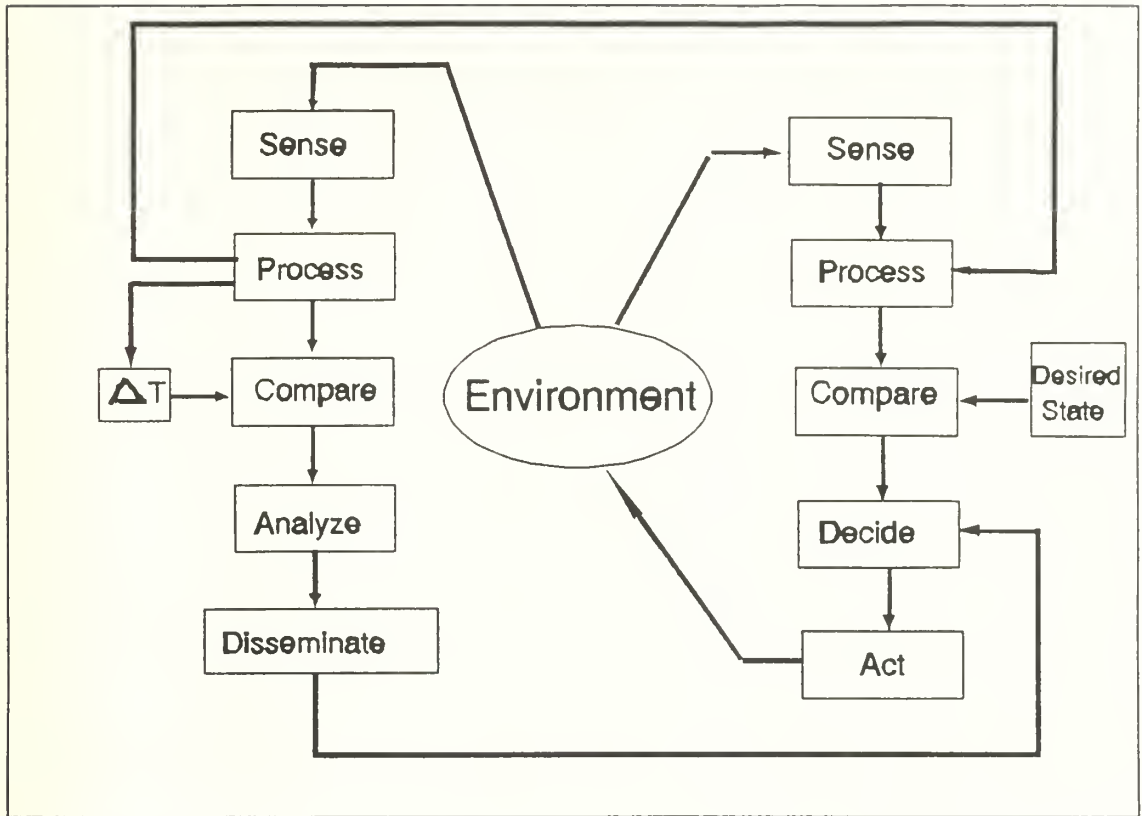 Sense
Process
ΔT
Compare
Analyze
Disseminate
Environment
Sense
Process
Compare
Desired
State
Decide
Act